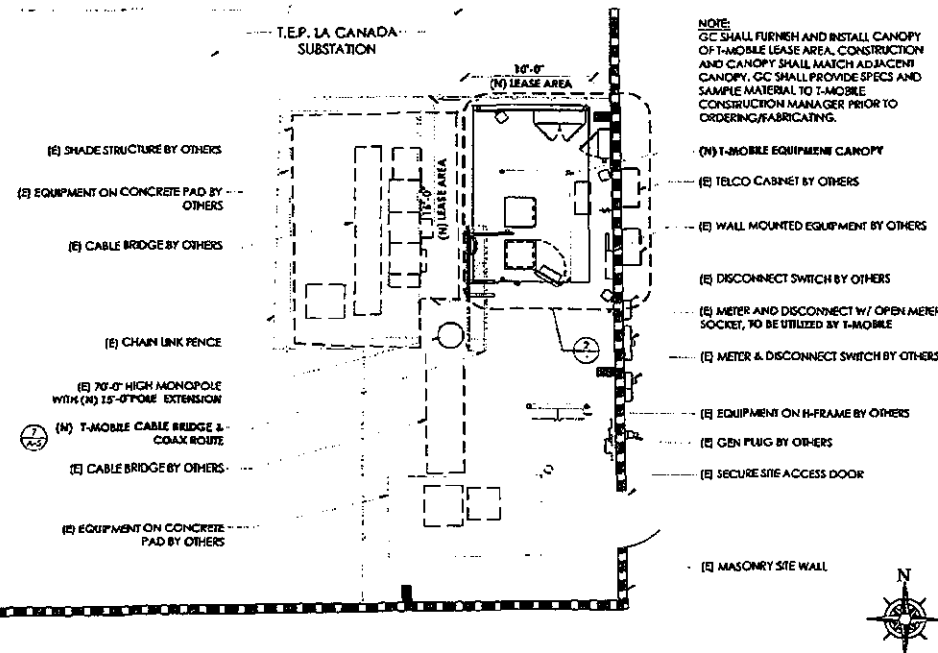 T.E.P. LA CANADA
SUBSTATION
10'-0"
(N) LEASE AREA
(N) LEASE AREA
NOTE:
GC SHALL FURNISH AND INSTALL CANOPY
OF T-MOBILE LEASE AREA. CONSTRUCTION
AND CANOPY SHALL MATCH ADJACENT
CANOPY. GC SHALL PROVIDE SPECS AND
SAMPLE MATERIAL TO T-MOBILE
CONSTRUCTION MANAGER PRIOR TO
ORDERING/FABRICATING.
(E) SHADE STRUCTURE BY OTHERS
(E) EQUIPMENT ON CONCRETE PAD BY
OTHERS
(E) CABLE BRIDGE BY OTHERS
(E) CHAIN LINK FENCE
(E) 70'-0" HIGH MONOPOLE
WITH (N) 15'-0" POLE EXTENSION
(N) T-MOBILE CABLE BRIDGE &
COAX ROUTE
7
A-5
(E) CABLE BRIDGE BY OTHERS
(E) EQUIPMENT ON CONCRETE
PAD BY OTHERS
(N) T-MOBILE EQUIPMENT CANOPY
(E) TELCO CABINET BY OTHERS
(E) WALL MOUNTED EQUIPMENT BY OTHERS
(E) DISCONNECT SWITCH BY OTHERS
(E) METER AND DISCONNECT W/ OPEN METER
SOCKET, TO BE UTILIZED BY T-MOBILE
(E) METER & DISCONNECT SWITCH BY OTHERS
2
(E) EQUIPMENT ON H-FRAME BY OTHERS
(E) GEN PLUG BY OTHERS
(E) SECURE SITE ACCESS DOOR
(E) MASONRY SITE WALL
N